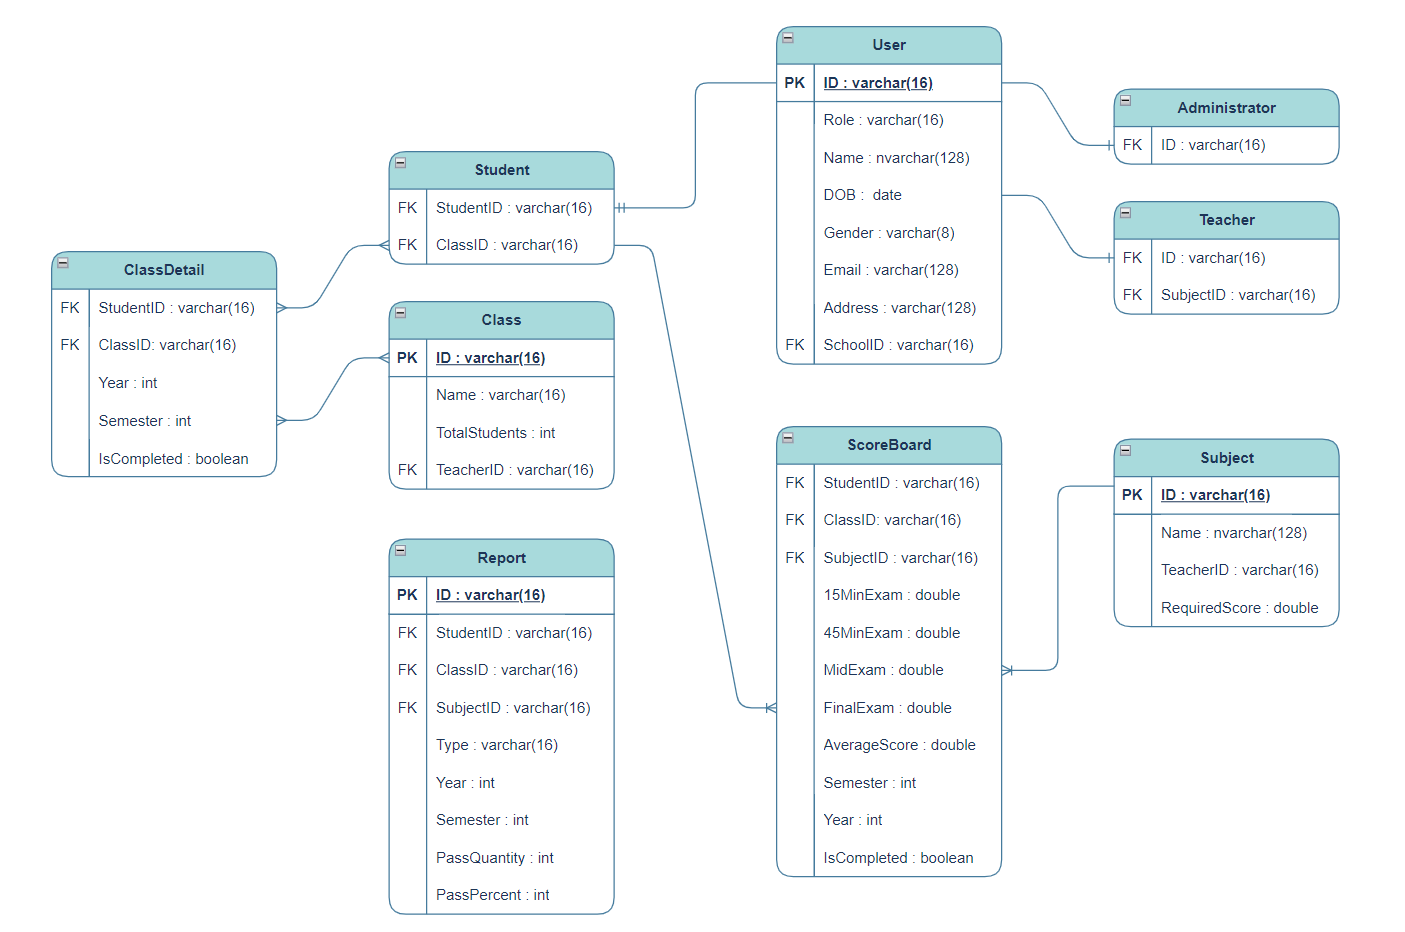 User
PK ID : varchar(16)
Role : varchar(16)
Name : nvarchar(128)
DOB :  date
Gender : varchar(8)
Email : varchar(128)
Address : varchar(128)
FK SchoolID : varchar(16)
Administrator
FK ID : varchar(16)
Teacher
FK ID : varchar(16)
FK SubjectID : varchar(16)
Student
FK StudentID : varchar(16)
FK ClassID : varchar(16)
ClassDetail
FK StudentID : varchar(16)
FK ClassID: varchar(16)
Year : int
Semester : int
IsCompleted : boolean
Class
PK ID : varchar(16)
Name : varchar(16)
TotalStudents : int
FK TeacherID : varchar(16)
ScoreBoard
FK StudentID : varchar(16)
FK ClassID: varchar(16)
FK SubjectID : varchar(16)
15MinExam : double
45MinExam : double
MidExam : double
FinalExam : double
AverageScore : double
Semester : int
Year : int
IsCompleted : boolean
Subject
PK ID : varchar(16)
Name : nvarchar(128)
TeacherID : varchar(16)
RequiredScore : double
Report
PK ID : varchar(16)
FK StudentID : varchar(16)
FK ClassID : varchar(16)
FK SubjectID : varchar(16)
Type : varchar(16)
Year : int
Semester : int
PassQuantity : int
PassPercent : int